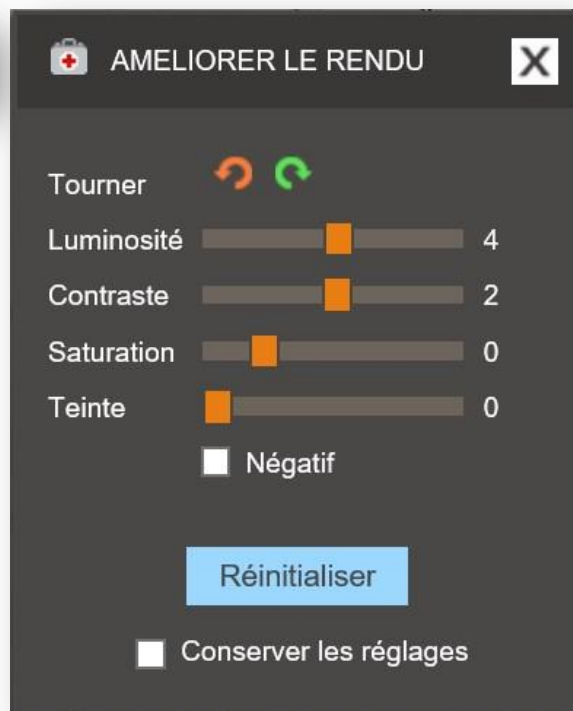 AMELIORER LE RENDU X
Tourner
Luminosité 4
Contraste 2
Saturation 0
Teinte 0
Négatif
Réinitialiser
Conserver les réglages